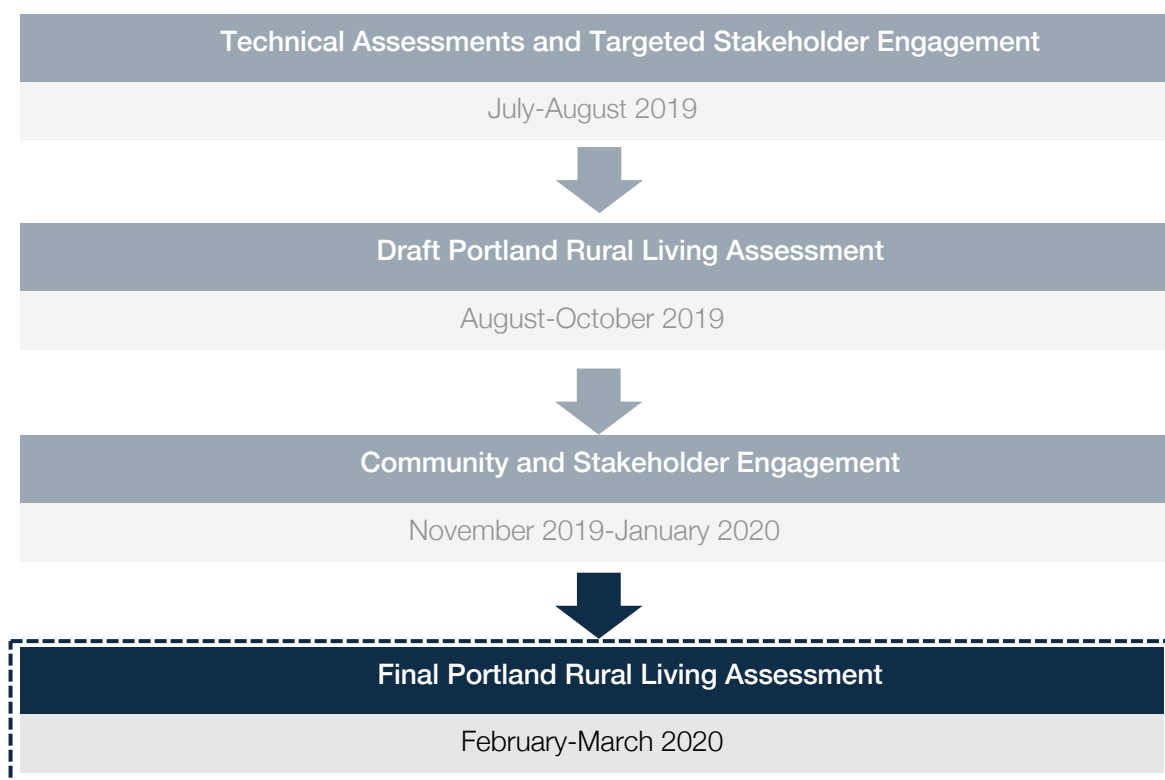 Technical Assessments and Targeted Stakeholder Engagement
July-August 2019
Draft Portland Rural Living Assessment
August-October 2019
Community and Stakeholder Engagement
November 2019-January 2020
Final Portland Rural Living Assessment
February-March 2020